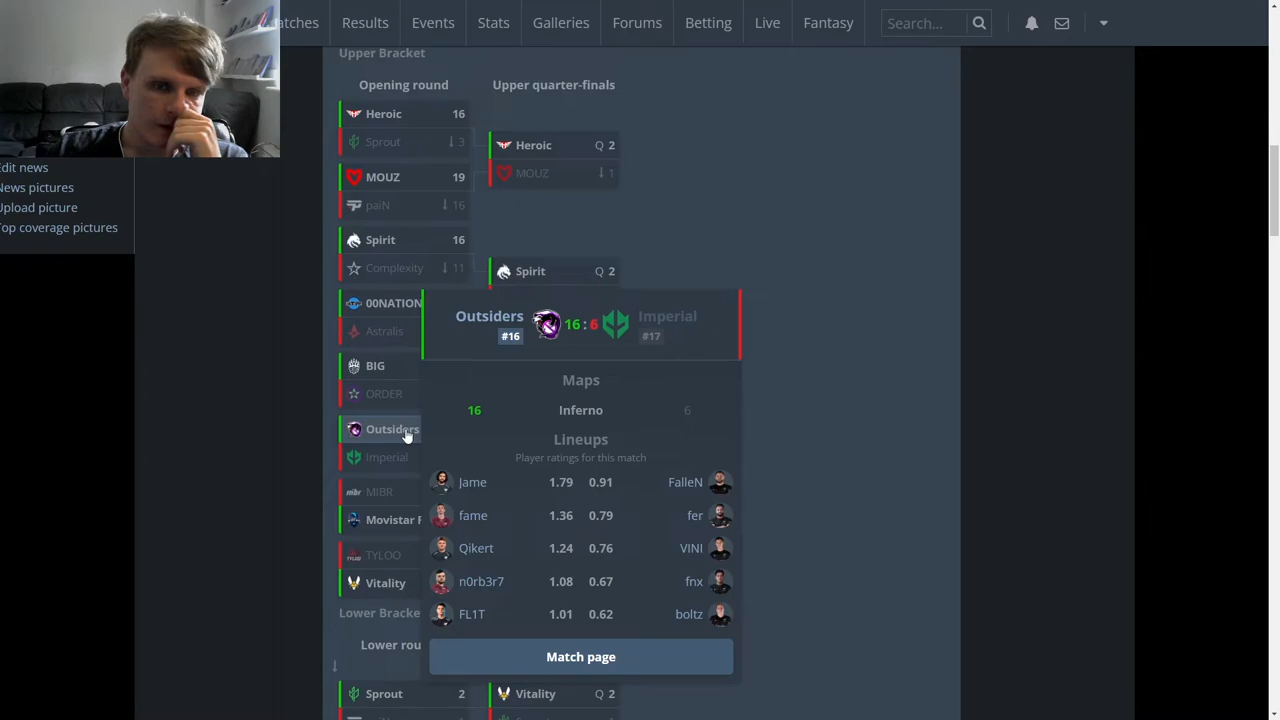 atches Results Events Stats Galleries Forums Betting Live Fantasy Search...
Edit news
News pictures
Upload picture
Top coverage pictures
Upper Bracket
Opening round Upper quarter-finals
Heroic 16
Sprout 3
Heroic Q 2
MOUZ 1
MOUZ 19
paiN 16
Spirit 16
Complexity 11
Spirit Q 2
00NATION
Astralis
BIG
ORDER
Outsiders
Imperial
mibr MIBR
Movistar R
TYLOO TYLOO
Vitality
Outsiders 16 : 6 Imperial
#16 #17
Maps
16 Inferno 6
Lineups
Player ratings for this match
Jame 1.79 0.91 FalleN
fame 1.36 0.79 fer
Qikert 1.24 0.76 VINI
n0rb3r7 1.08 0.67 fnx
FL1T 1.01 0.62 boltz
Match page
Lower Bracke
Lower rou
Sprout 2
Vitality Q 2